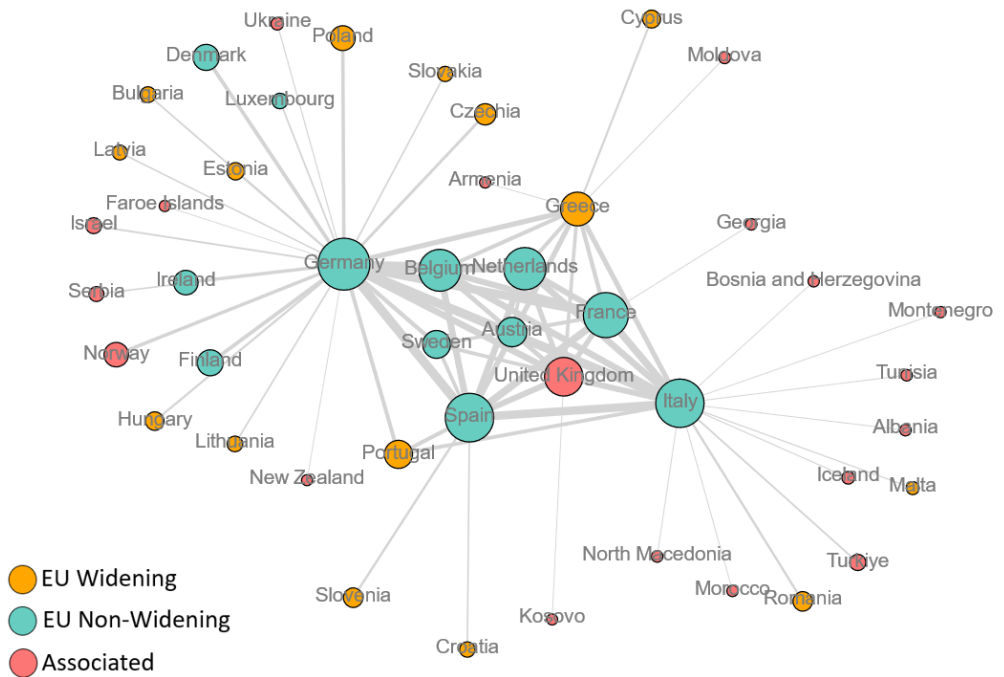 Ukraine
Cyprus
Poland
Denmark
Moldova
Slovakia
Bulgaria
Luxembourg
Czechia
Latvia
Estonia
Armenia
Faroe Islands
Greece
Israel
Georgia
Germany
Belgium
Netherlands
Ireland
Bosnia and Herzegovina
Serbia
France
Montenegro
Austria
Sweden
Norway
Finland
United Kingdom
Tunisia
Italy
Hungary
Spain
Albania
Lithuania
Portugal
New Zealand
Iceland
Malta
North Macedonia
Turkiye
EU Widening
Slovenia
Morocco
Romania
Kosovo
EU Non-Widening
Croatia
Associated